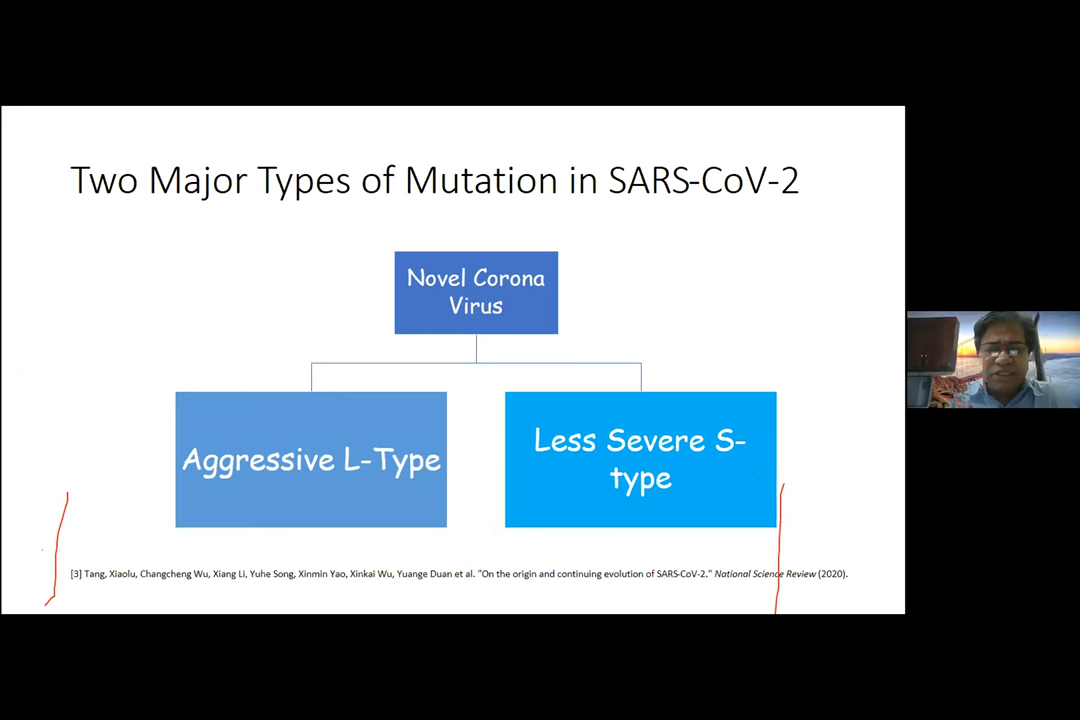 Two Major Types of Mutation in SARS-CoV-2
Novel Corona
Virus
Aggressive L-Type
Less Severe S-
type
[3] Tang, Xiaolu, Changcheng Wu, Xiang Li, Yuhe Song, Xinmin Yao, Xinkai Wu, Yuange Duan et al. "On the origin and continuing evolution of SARS-CoV-2." National Science Review (2020).